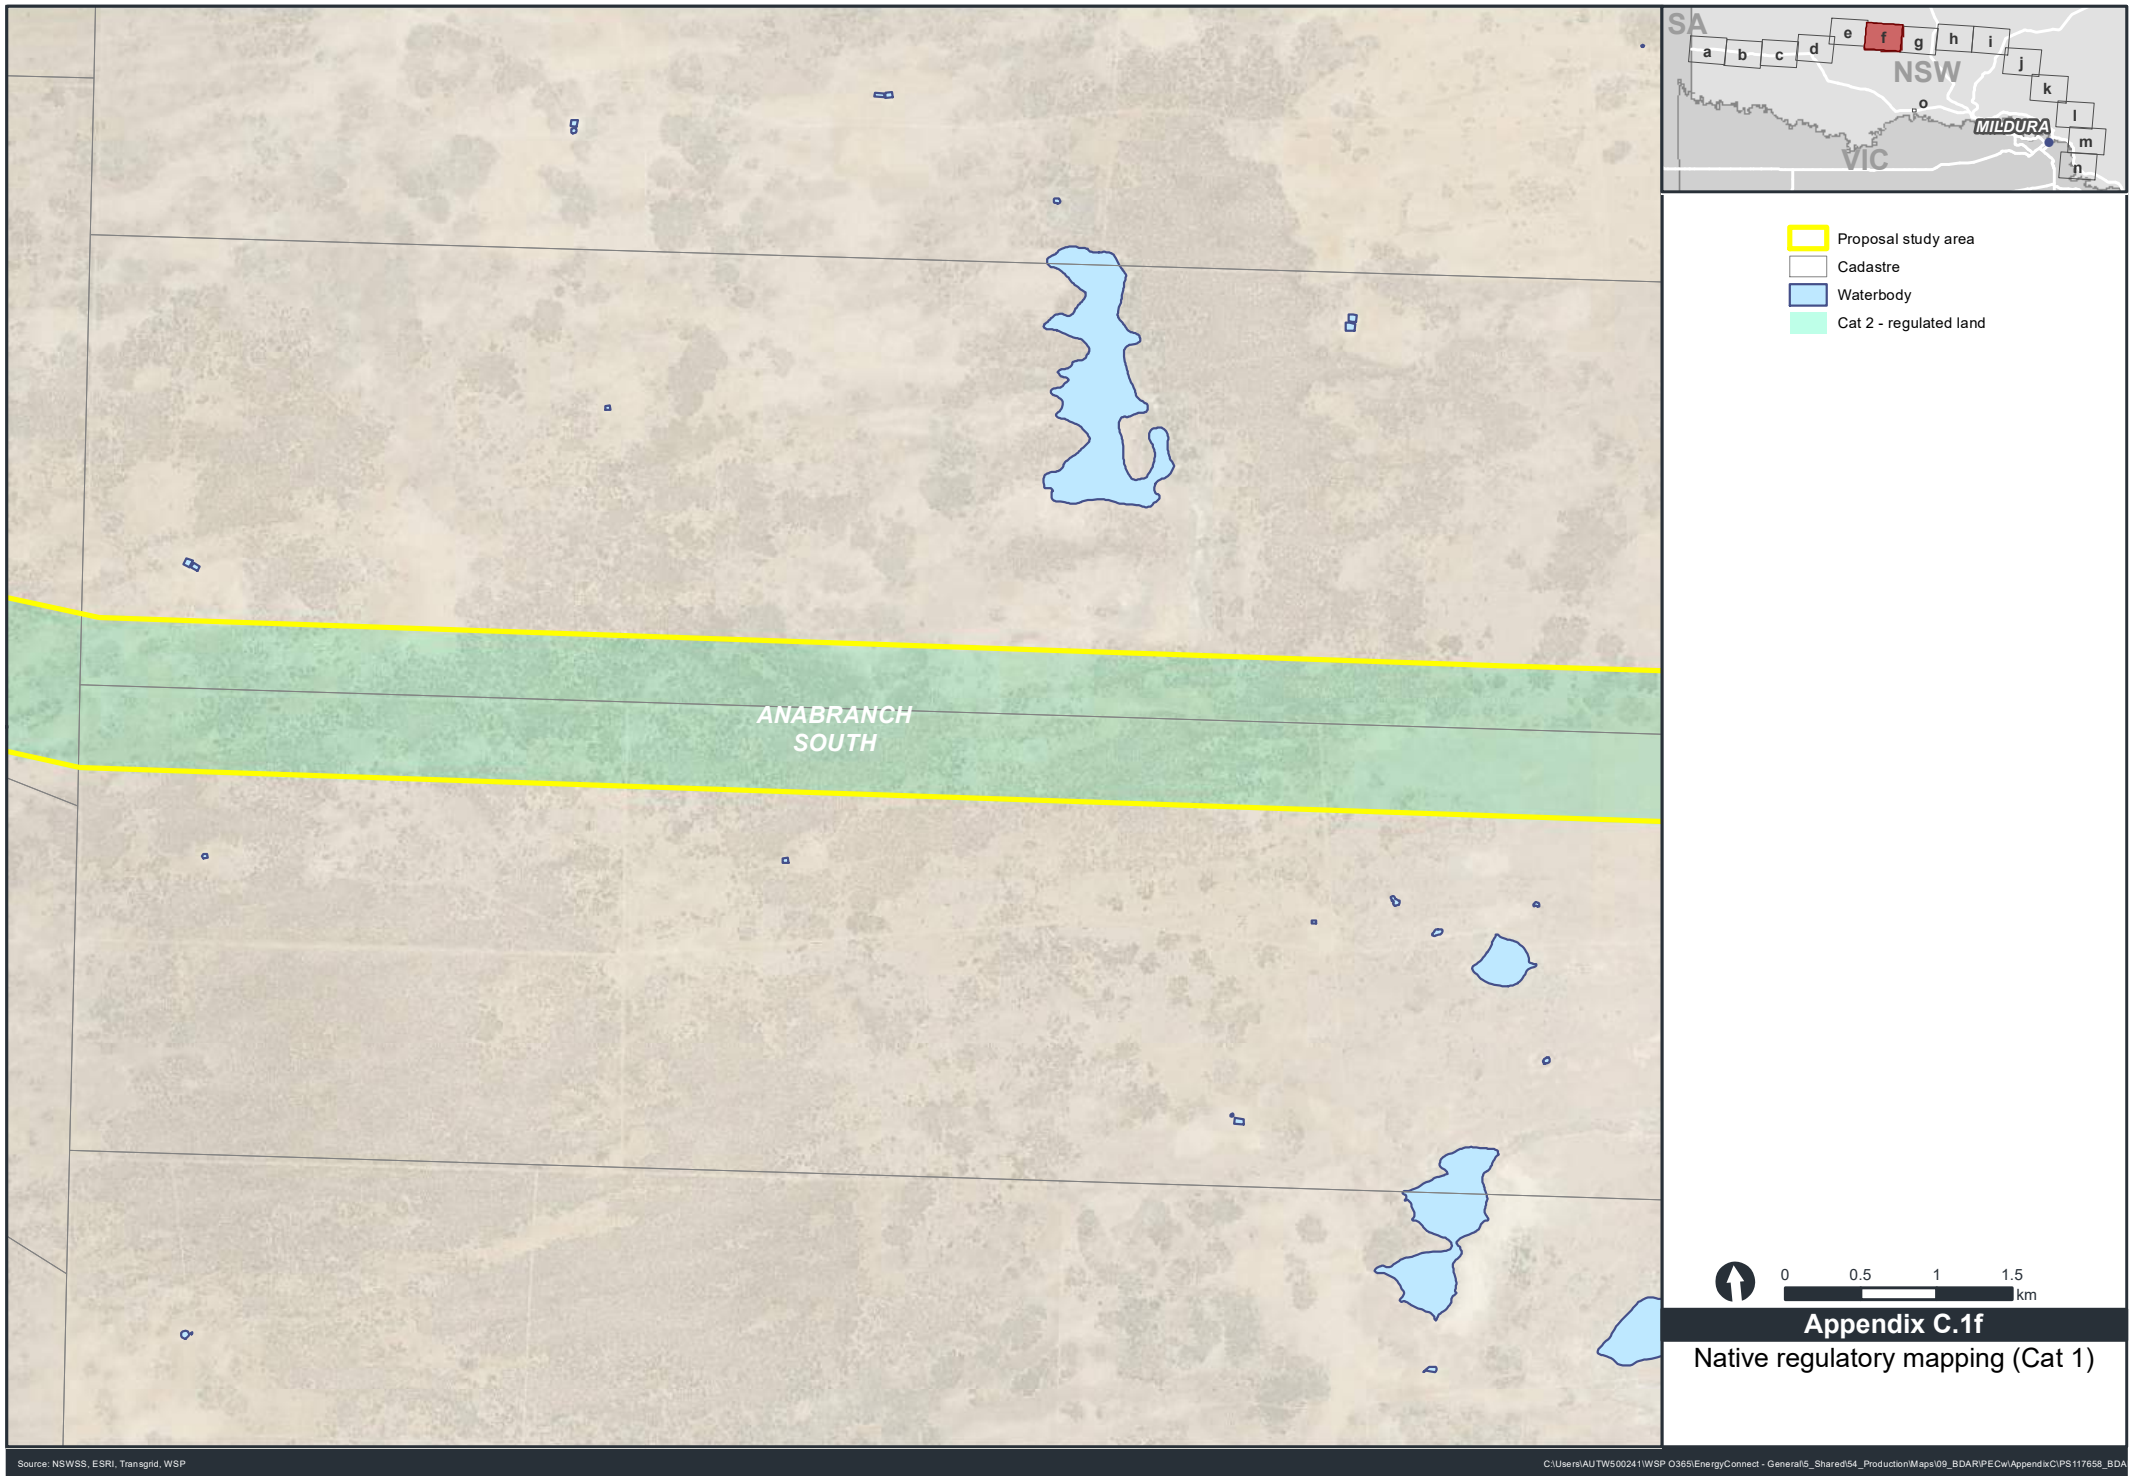 SA
a
b
c
d
e
f
g
h
i
j
k
l
m
n
o
NSW
MILDURA
VIC
Proposal study area
Cadastre
Waterbody
Cat 2 - regulated land
ANABRANCH
SOUTH
0 0.5 1 1.5
km
Appendix C.1f
Native regulatory mapping (Cat 1)
Source: NSWSS, ESRI, Transgrid, WSP
C:\Users\AUTW500241\WSP O365\EnergyConnect - General\5_Shared\54_Production\Maps\09_BDAR\PECw\AppendixC\PS117658_BDA